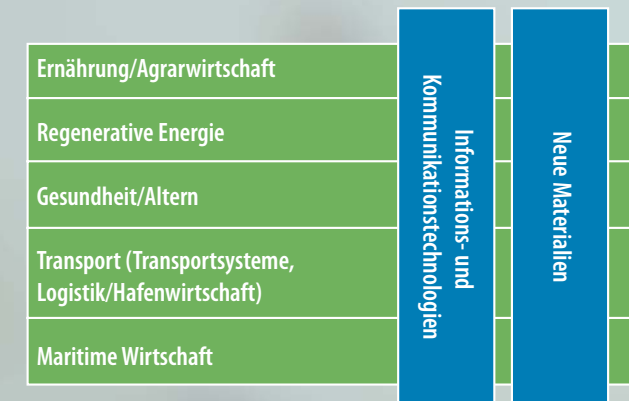 Ernährung/Agrarwirtschaft
Regenerative Energie
Gesundheit/Altern
Transport (Transportsysteme,
Logistik/Hafenwirtschaft)
Maritime Wirtschaft
Informations- und
Kommunikationstechnologien
Neue Materialien